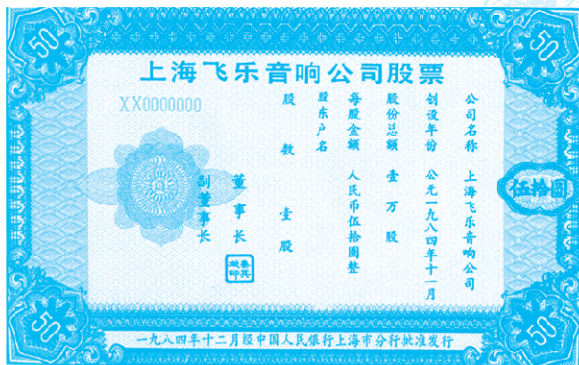 50
50
上海飞乐音响公司股票
XX0000000
公司名称 上海飞乐音响公司
创设年份 公元一九八四年十一月
股份总额 壹万股
每股金额 人民币伍拾圆整
股东户名
股数 壹股
董事长
副董事长
伍拾圆
50
50
一九八四年十二月经中国人民银行上海市分行批准发行